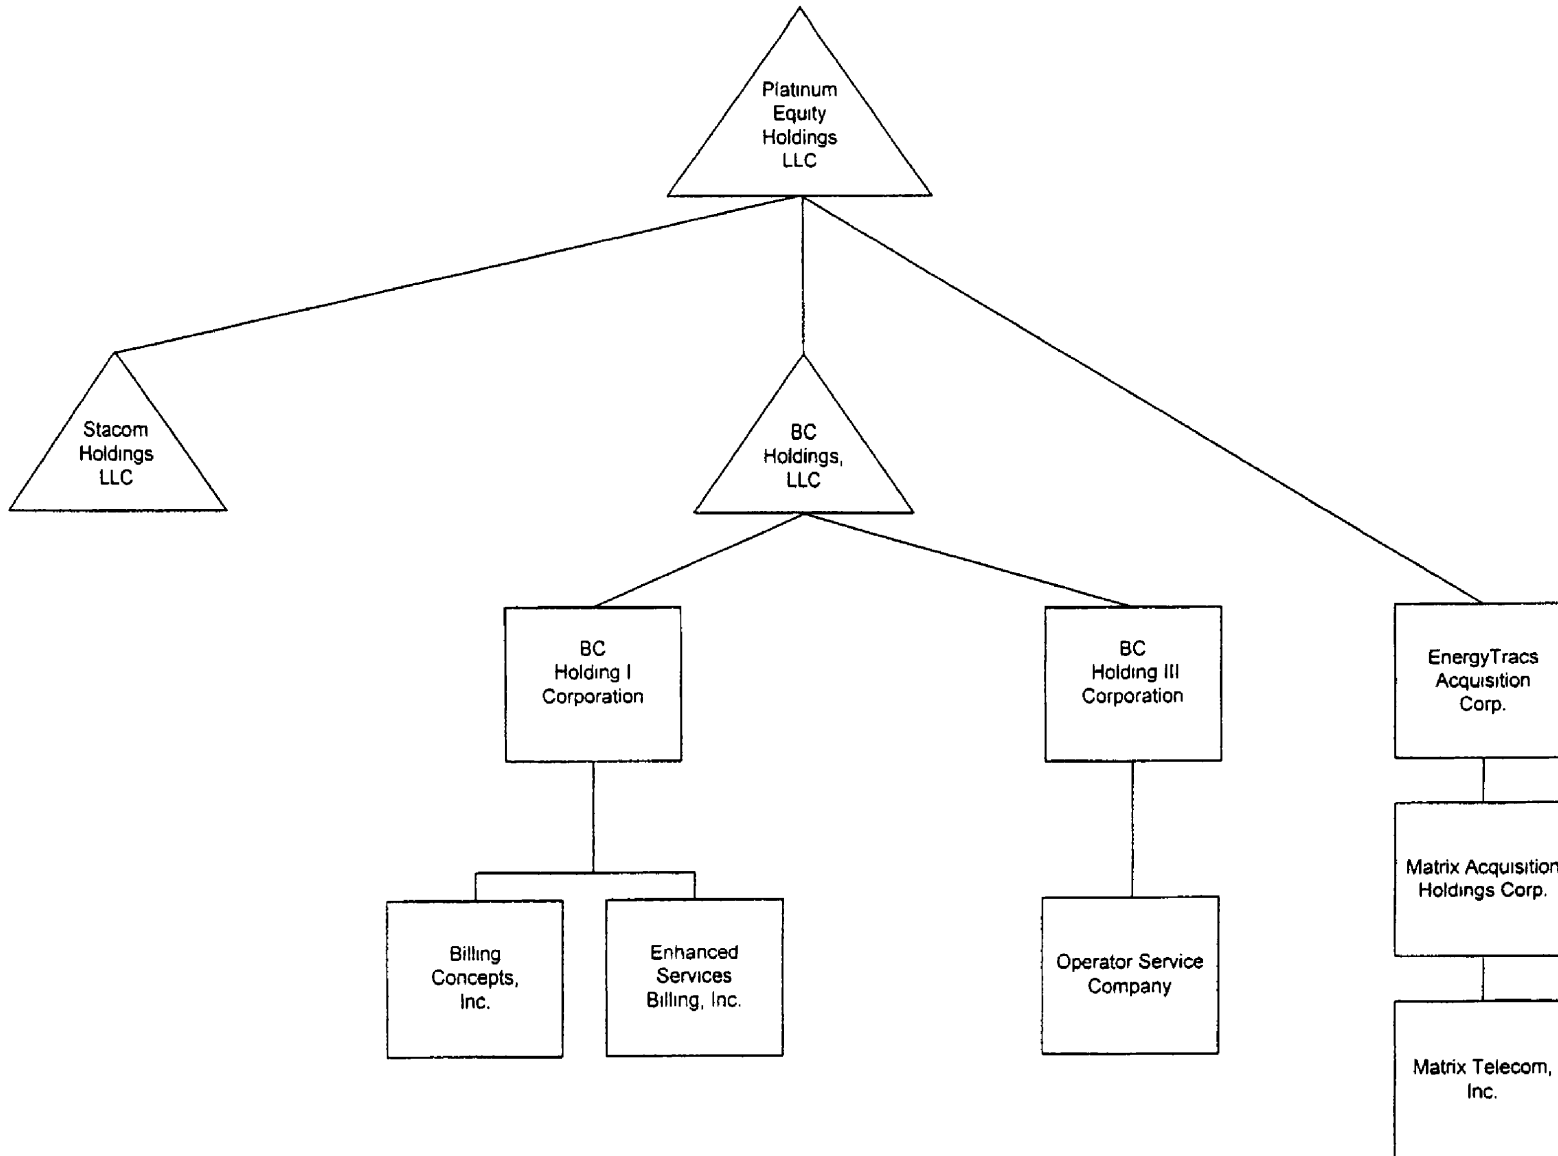 Platinum
Equity
Holdings
LLC
Stacom
Holdings
LLC
BC
Holdings,
LLC
BC
Holding I
Corporation
BC
Holding III
Corporation
EnergyTracs
Acquisition
Corp.
Matrix Acquisition
Holdings Corp.
Billing
Concepts,
Inc.
Enhanced
Services
Billing, Inc.
Operator Service
Company
Matrix Telecom,
Inc.